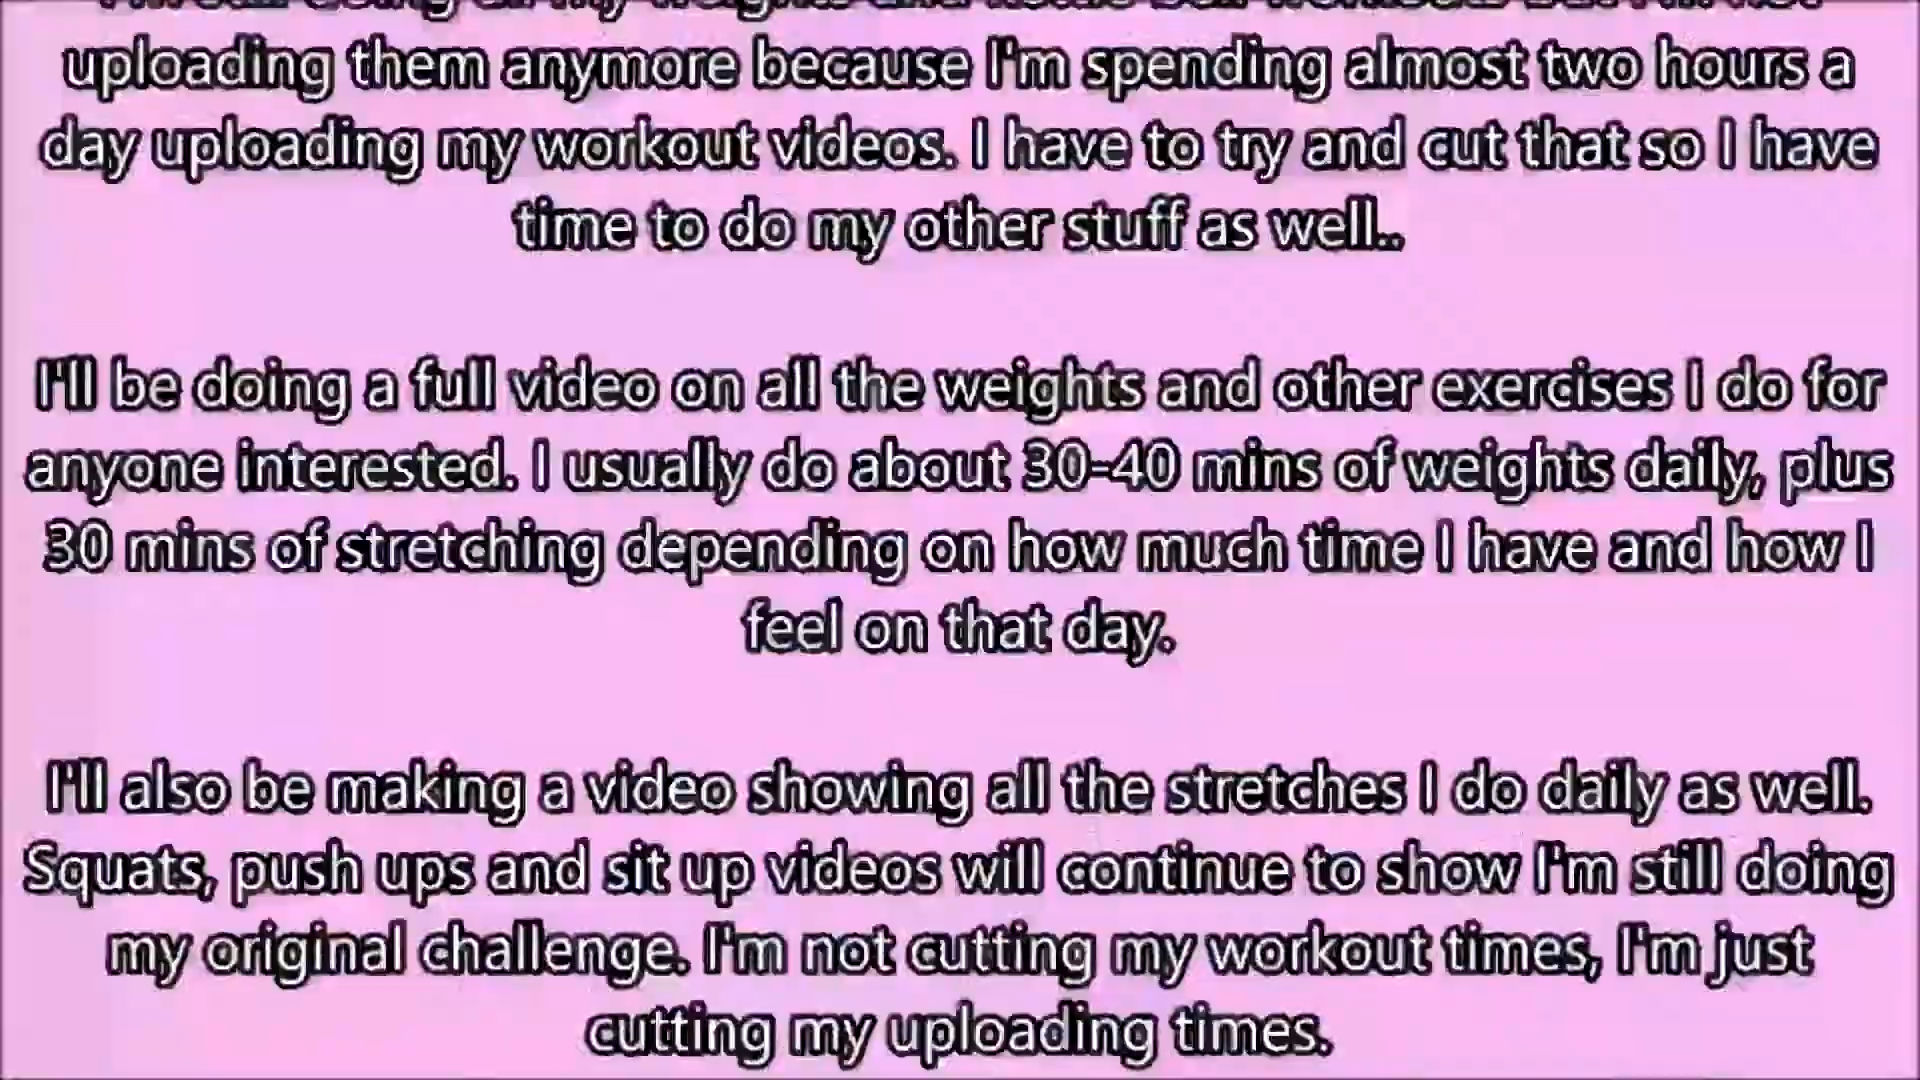 uploading them anymore because I'm spending almost two hours a
day uploading my workout videos. I have to try and cut that so I have
time to do my other stuff as well..
I'll be doing a full video on all the weights and other exercises I do for
anyone interested. I usually do about 30-40 mins of weights daily, plus
30 mins of stretching depending on how much time I have and how I
feel on that day.
I'll also be making a video showing all the stretches I do daily as well.
Squats, push ups and sit up videos will continue to show I'm still doing
my original challenge. I'm not cutting my workout times, I'm just
cutting my uploading times.